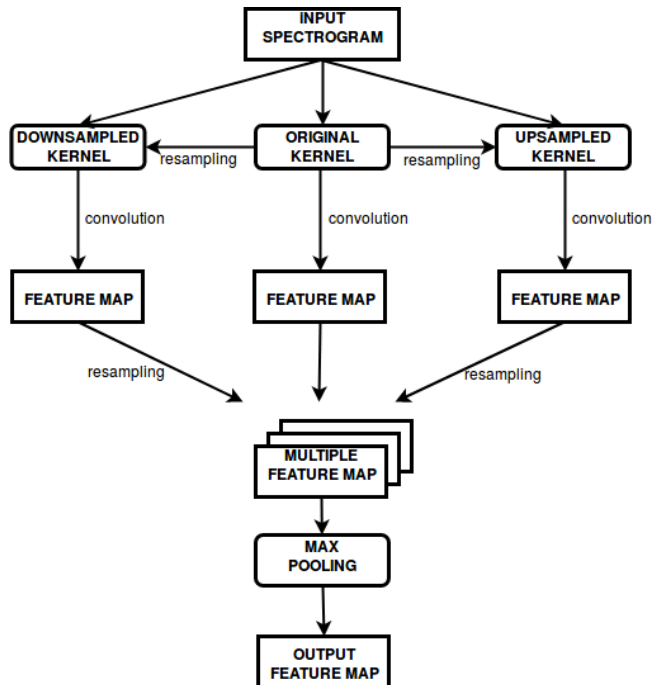 INPUT
SPECTROGRAM
DOWNSAMPLED
KERNEL
resampling
ORIGINAL
KERNEL
resampling
UPSAMPLED
KERNEL
convolution
convolution
convolution
FEATURE MAP
FEATURE MAP
FEATURE MAP
resampling
resampling
MULTIPLE
FEATURE MAP
MAX
POOLING
OUTPUT
FEATURE MAP